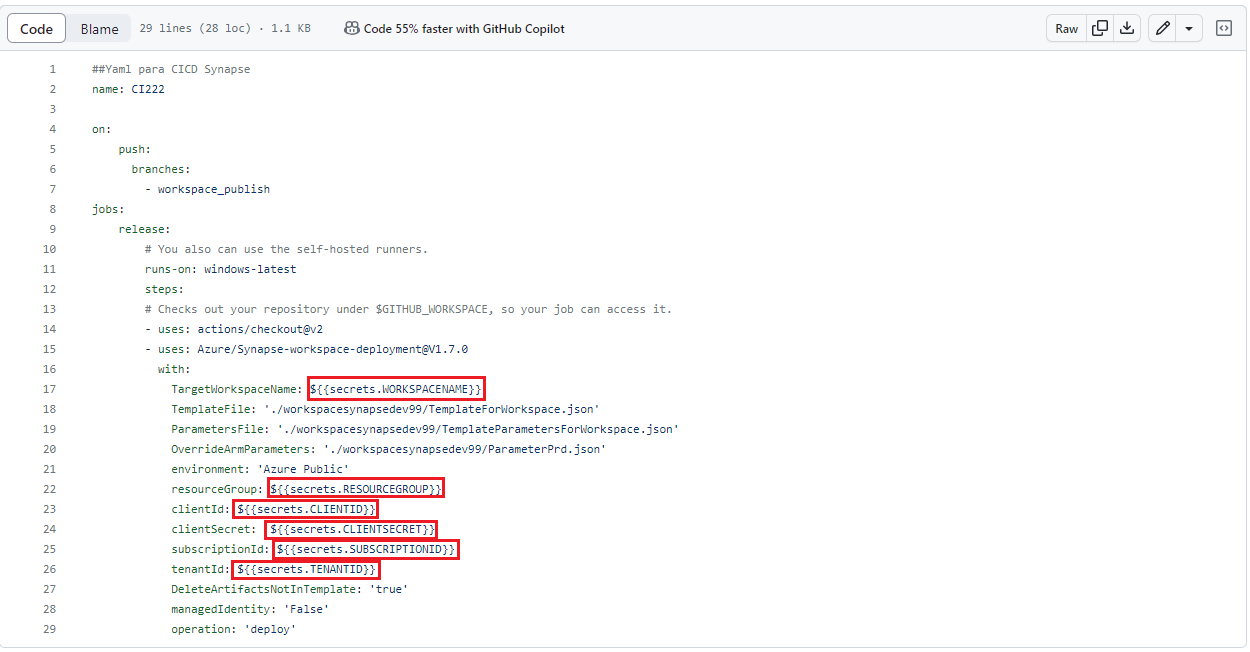 Code Blame 29 lines (28 loc) · 1.1 KB Code 55% faster with GitHub Copilot Raw
1 ##Yaml para CICD Synapse
2 name: CI222
3
4 on:
5 push:
6 branches:
7 - workspace_publish
8 jobs:
9 release:
10 # You also can use the self-hosted runners.
11 runs-on: windows-latest
12 steps:
13 # Checks out your repository under $GITHUB_WORKSPACE, so your job can access it.
14 - uses: actions/checkout@v2
15 - uses: Azure/Synapse-workspace-deployment@V1.7.0
16 with:
17 TargetWorkspaceName: ${{secrets.WORKSPACENAME}}
18 TemplateFile: './workspacesynapsedev99/TemplateForWorkspace.json'
19 ParametersFile: './workspacesynapsedev99/TemplateParametersForWorkspace.json'
20 OverrideArmParameters: './workspacesynapsedev99/ParameterPrd.json'
21 environment: 'Azure Public'
22 resourceGroup: ${{secrets.RESOURCEGROUP}}
23 clientId: ${{secrets.CLIENTID}}
24 clientSecret: ${{secrets.CLIENTSECRET}}
25 subscriptionId: ${{secrets.SUBSCRIPTIONID}}
26 tenantId: ${{secrets.TENANTID}}
27 DeleteArtifactsNotInTemplate: 'true'
28 managedIdentity: 'False'
29 operation: 'deploy'